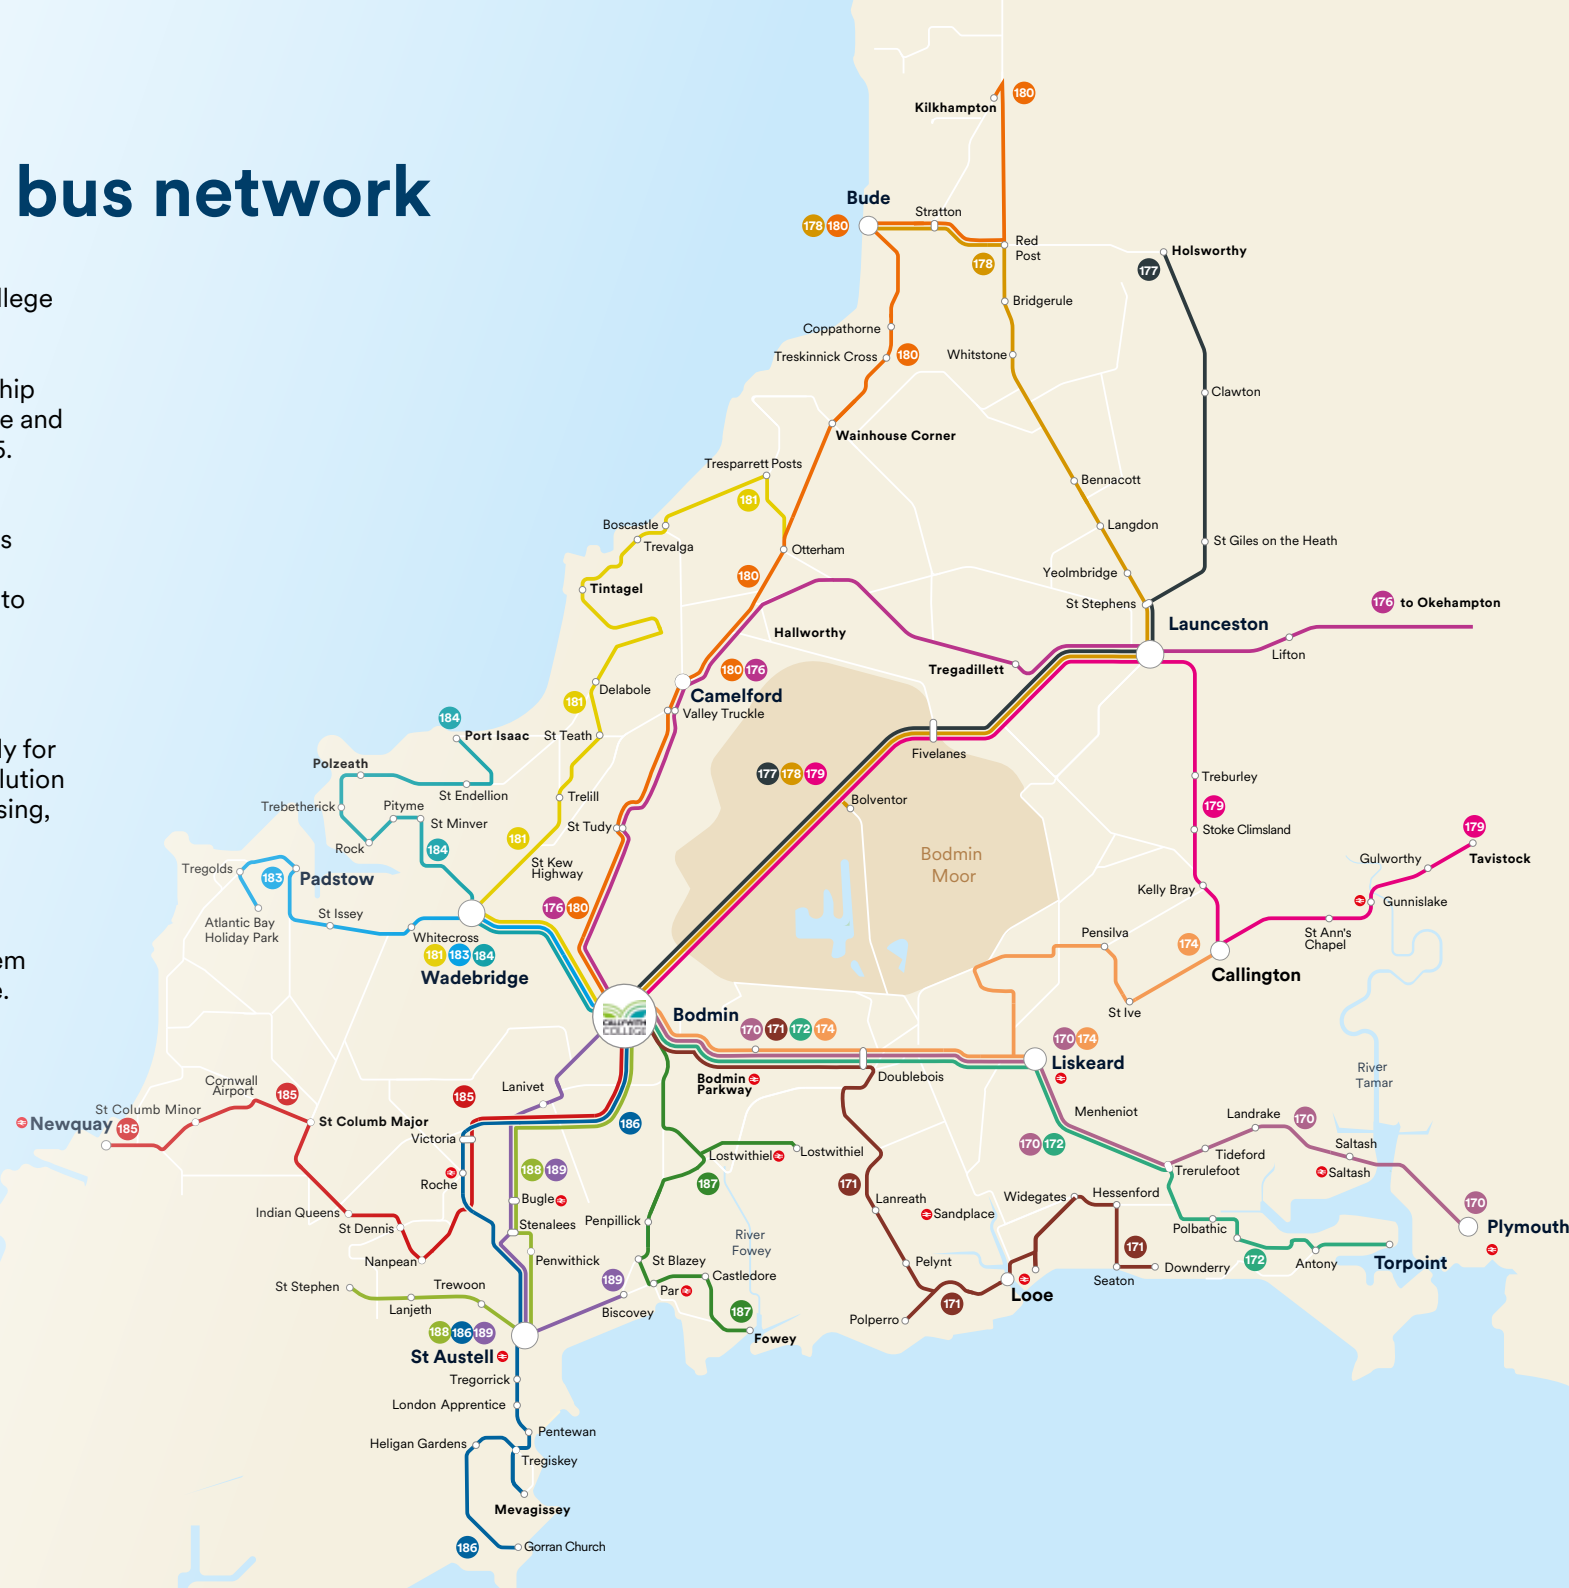 bus network
llege
hip
e and
5.
s
to
ly for
lution
sing,
em
e.
180
Kilkhampton
Bude
178 180
Stratton
Red
Post
178
Holsworthy
177
Bridgerule
Coppathorne
Treskinnick Cross
180
Whitstone
Clawton
Wainhouse Corner
Tresparrett Posts
181
Bennacott
Boscastle
Trevalga
Langdon
Otterham
St Giles on the Heath
180
Yeolmbridge
Tintagel
St Stephens
176 to Okehampton
Launceston
Hallworthy
Lifton
Tregadillett
180 176
Delabole
Camelford
181
Valley Truckle
184
Port Isaac
St Teath
Fivelanes
Polzeath
177 178 179
Treburley
St Endellion
Trelill
Bolventor
Trebetherick
Pityme
179
St Minver
St Tudy
Stoke Climsland
179
181
Rock
184
Bodmin
Moor
Gulworthy
Tavistock
St Kew
Highway
Tregolds
183
Padstow
Kelly Bray
Gunnislake
176 180
St Issey
Atlantic Bay
Holiday Park
Whitecross
Pensilva
174
St Ann's
Chapel
181 183 184
Wadebridge
Callington
St Ive
CALLYWITH
COLLEGE
Bodmin
170 171 172 174
170 174
Liskeard
Bodmin
Parkway
Doublebois
River
Tamar
Cornwall
Airport
185
Lanivet
185
St Columb Minor
Newquay
185
St Columb Major
186
Menheniot
Landrake
170
Victoria
170 172
Saltash
Tideford
Lostwithiel
Lostwithiel
Roche
188 189
Trerulefoot
Saltash
187
171
Bugle
Widegates
Hessenford
Lanreath
Sandplace
170
Indian Queens
Penpillick
St Dennis
Stenalees
Polbathic
Plymouth
River
Fowey
171
Nanpean
Penwithick
St Blazey
Pelynt
172
Antony
Torpoint
Castledore
Seaton
Downderry
St Stephen
Trewoon
189
Par
Looe
Lanjeth
Biscovey
171
187
Polperro
188 186 189
Fowey
St Austell
Tregorrick
London Apprentice
Pentewan
Heligan Gardens
Tregiskey
Mevagissey
186
Gorran Church